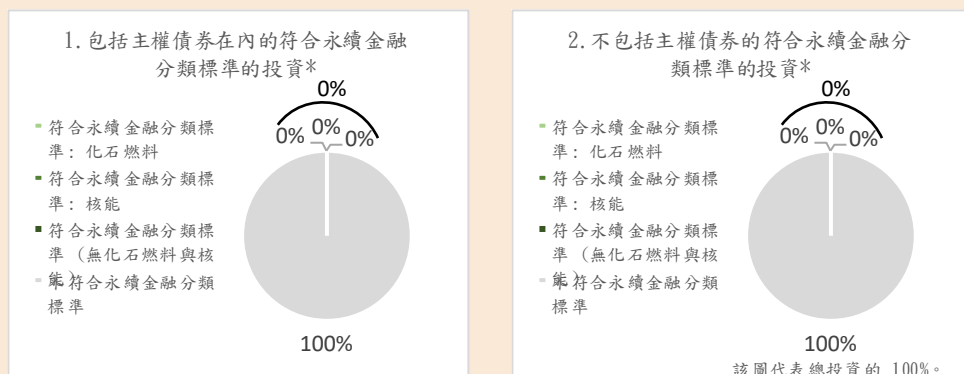 1.包括主權債券在內的符合永續金融
分類標準的投資*
0%
0% 0% 0%
符合永續金融分類標
準: 化石燃料
符合永續金融分類標
準: 核能
符合永續金融分類標
準 (無化石燃料與核
能)
未符合永續金融分類
標準
100%
2.不包括主權債券的符合永續金融分
類標準的投資*
0%
0% 0% 0%
符合永續金融分類標
準: 化石燃料
符合永續金融分類標
準: 核能
符合永續金融分類標
準 (無化石燃料與核
能)
未符合永續金融分類
標準
100%
該圖代表總投資的 100%。